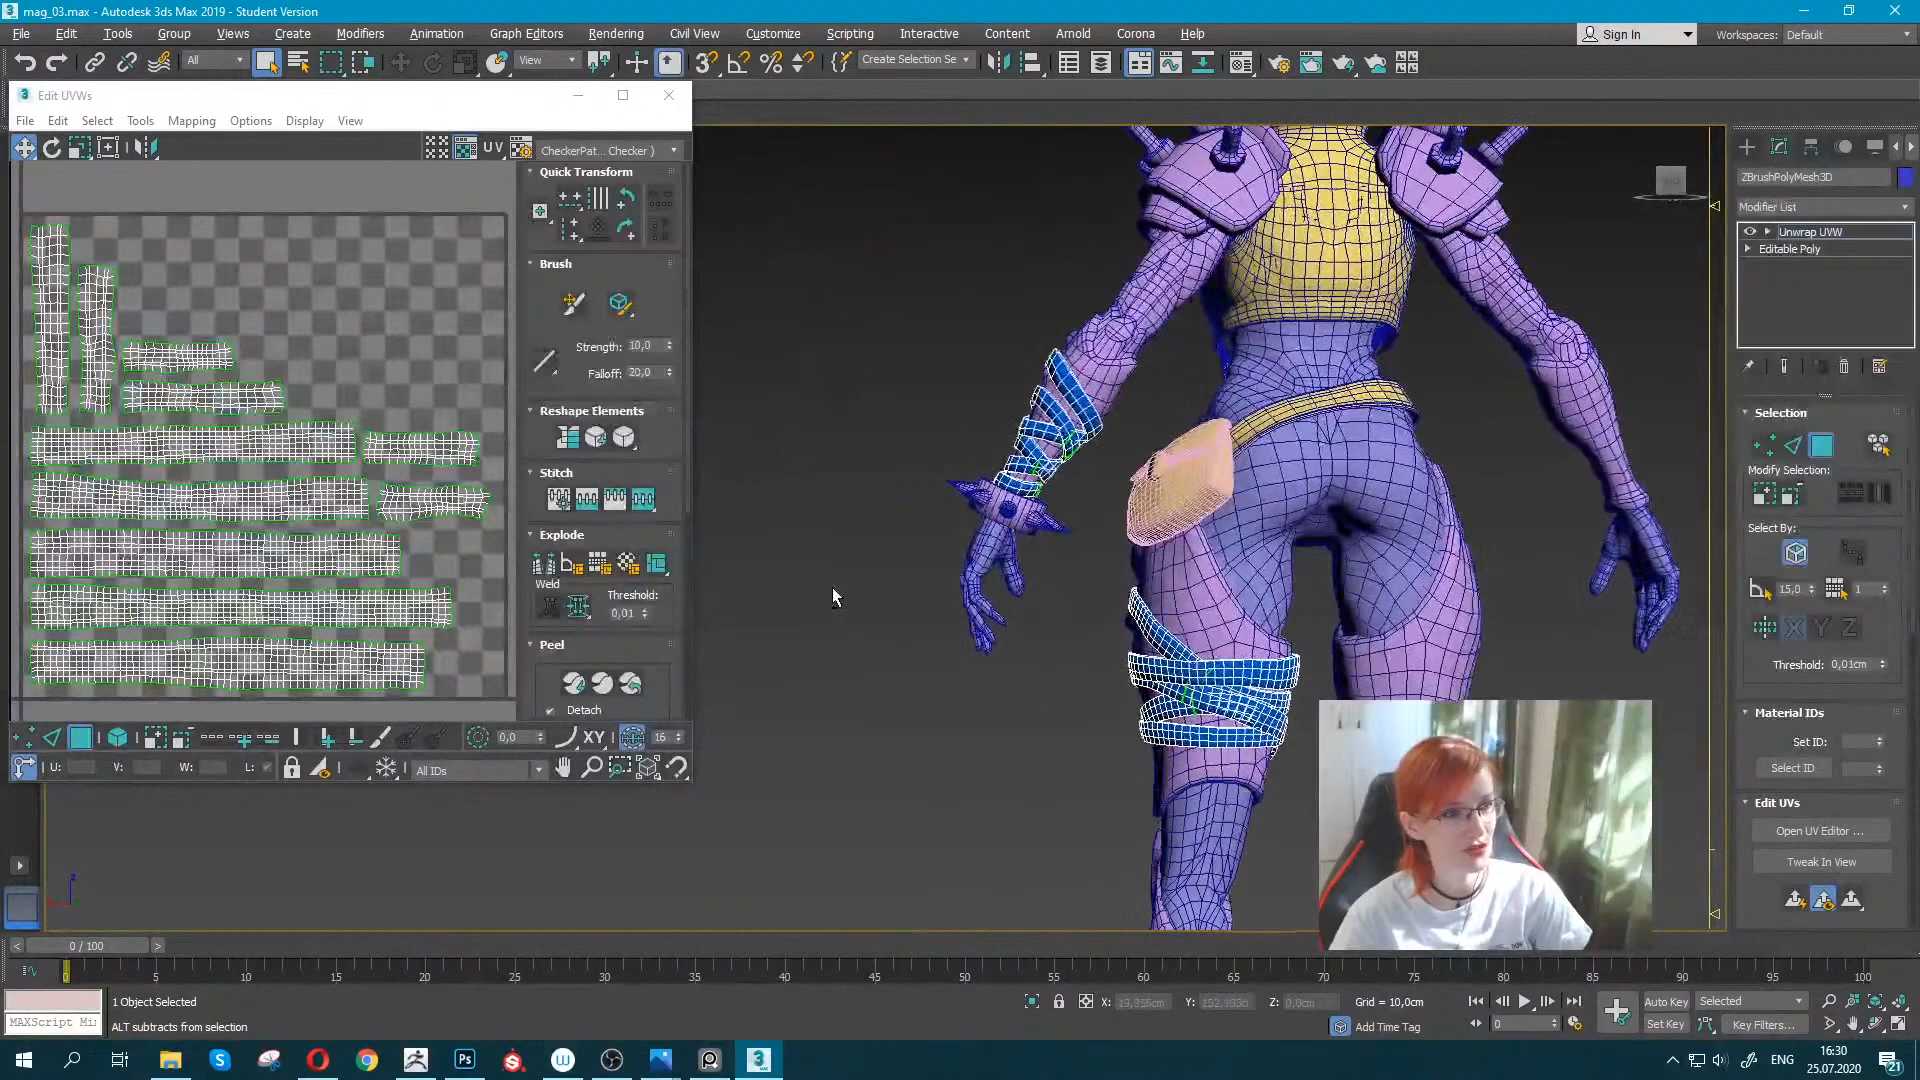 mag_03.max - Autodesk 3ds Max 2019 - Student Version
File Edit Tools Group Views Create Modifiers Animation Graph Editors Rendering Civil View Customize Scripting Interactive Content Arnold Corona Help
Sign In
Workspaces: Default
All
View
Create Selection Se
Edit UVWs
File Edit Select Tools Mapping Options Display View
UV
CheckerPat... Checker )
Quick Transform
Brush
Strength: 10,0
Falloff: 20,0
Reshape Elements
Stitch
Explode
Weld
Threshold:
0,01
Peel
Detach
0,0
XY
16
U: V: W: L:
All IDs
ZBrushPolyMesh3D
Modifier List
Unwrap UVW
Editable Poly
Selection
Modify Selection:
Select By:
15,0
1
X Y Z
Threshold: 0,01cm
Material IDs
Set ID:
Select ID
Edit UVs
Open UV Editor ...
Tweak In View
0 / 100
0 5 10 15 20 25 30 35 40 45 50 55 60 65 70 75 80 85 90 95 100
1 Object Selected
X:
Y:
Z: 0,0cm
Grid = 10,0cm
Auto Key
Selected
MAXScript Mi
ALT subtracts from selection
Add Time Tag
0
Set Key
Key Filters...
Ps
ENG
16:30
25.07.2020
21